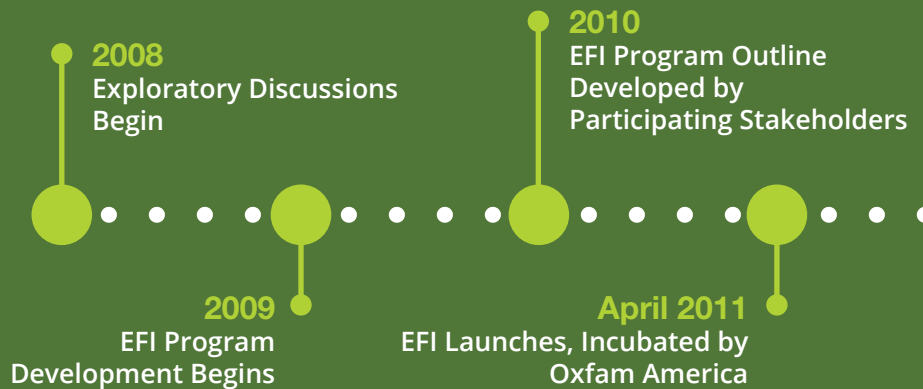 2008
Exploratory Discussions
Begin
2009
EFI Program
Development Begins
2010
EFI Program Outline
Developed by
Participating Stakeholders
April 2011
EFI Launches, Incubated by
Oxfam America